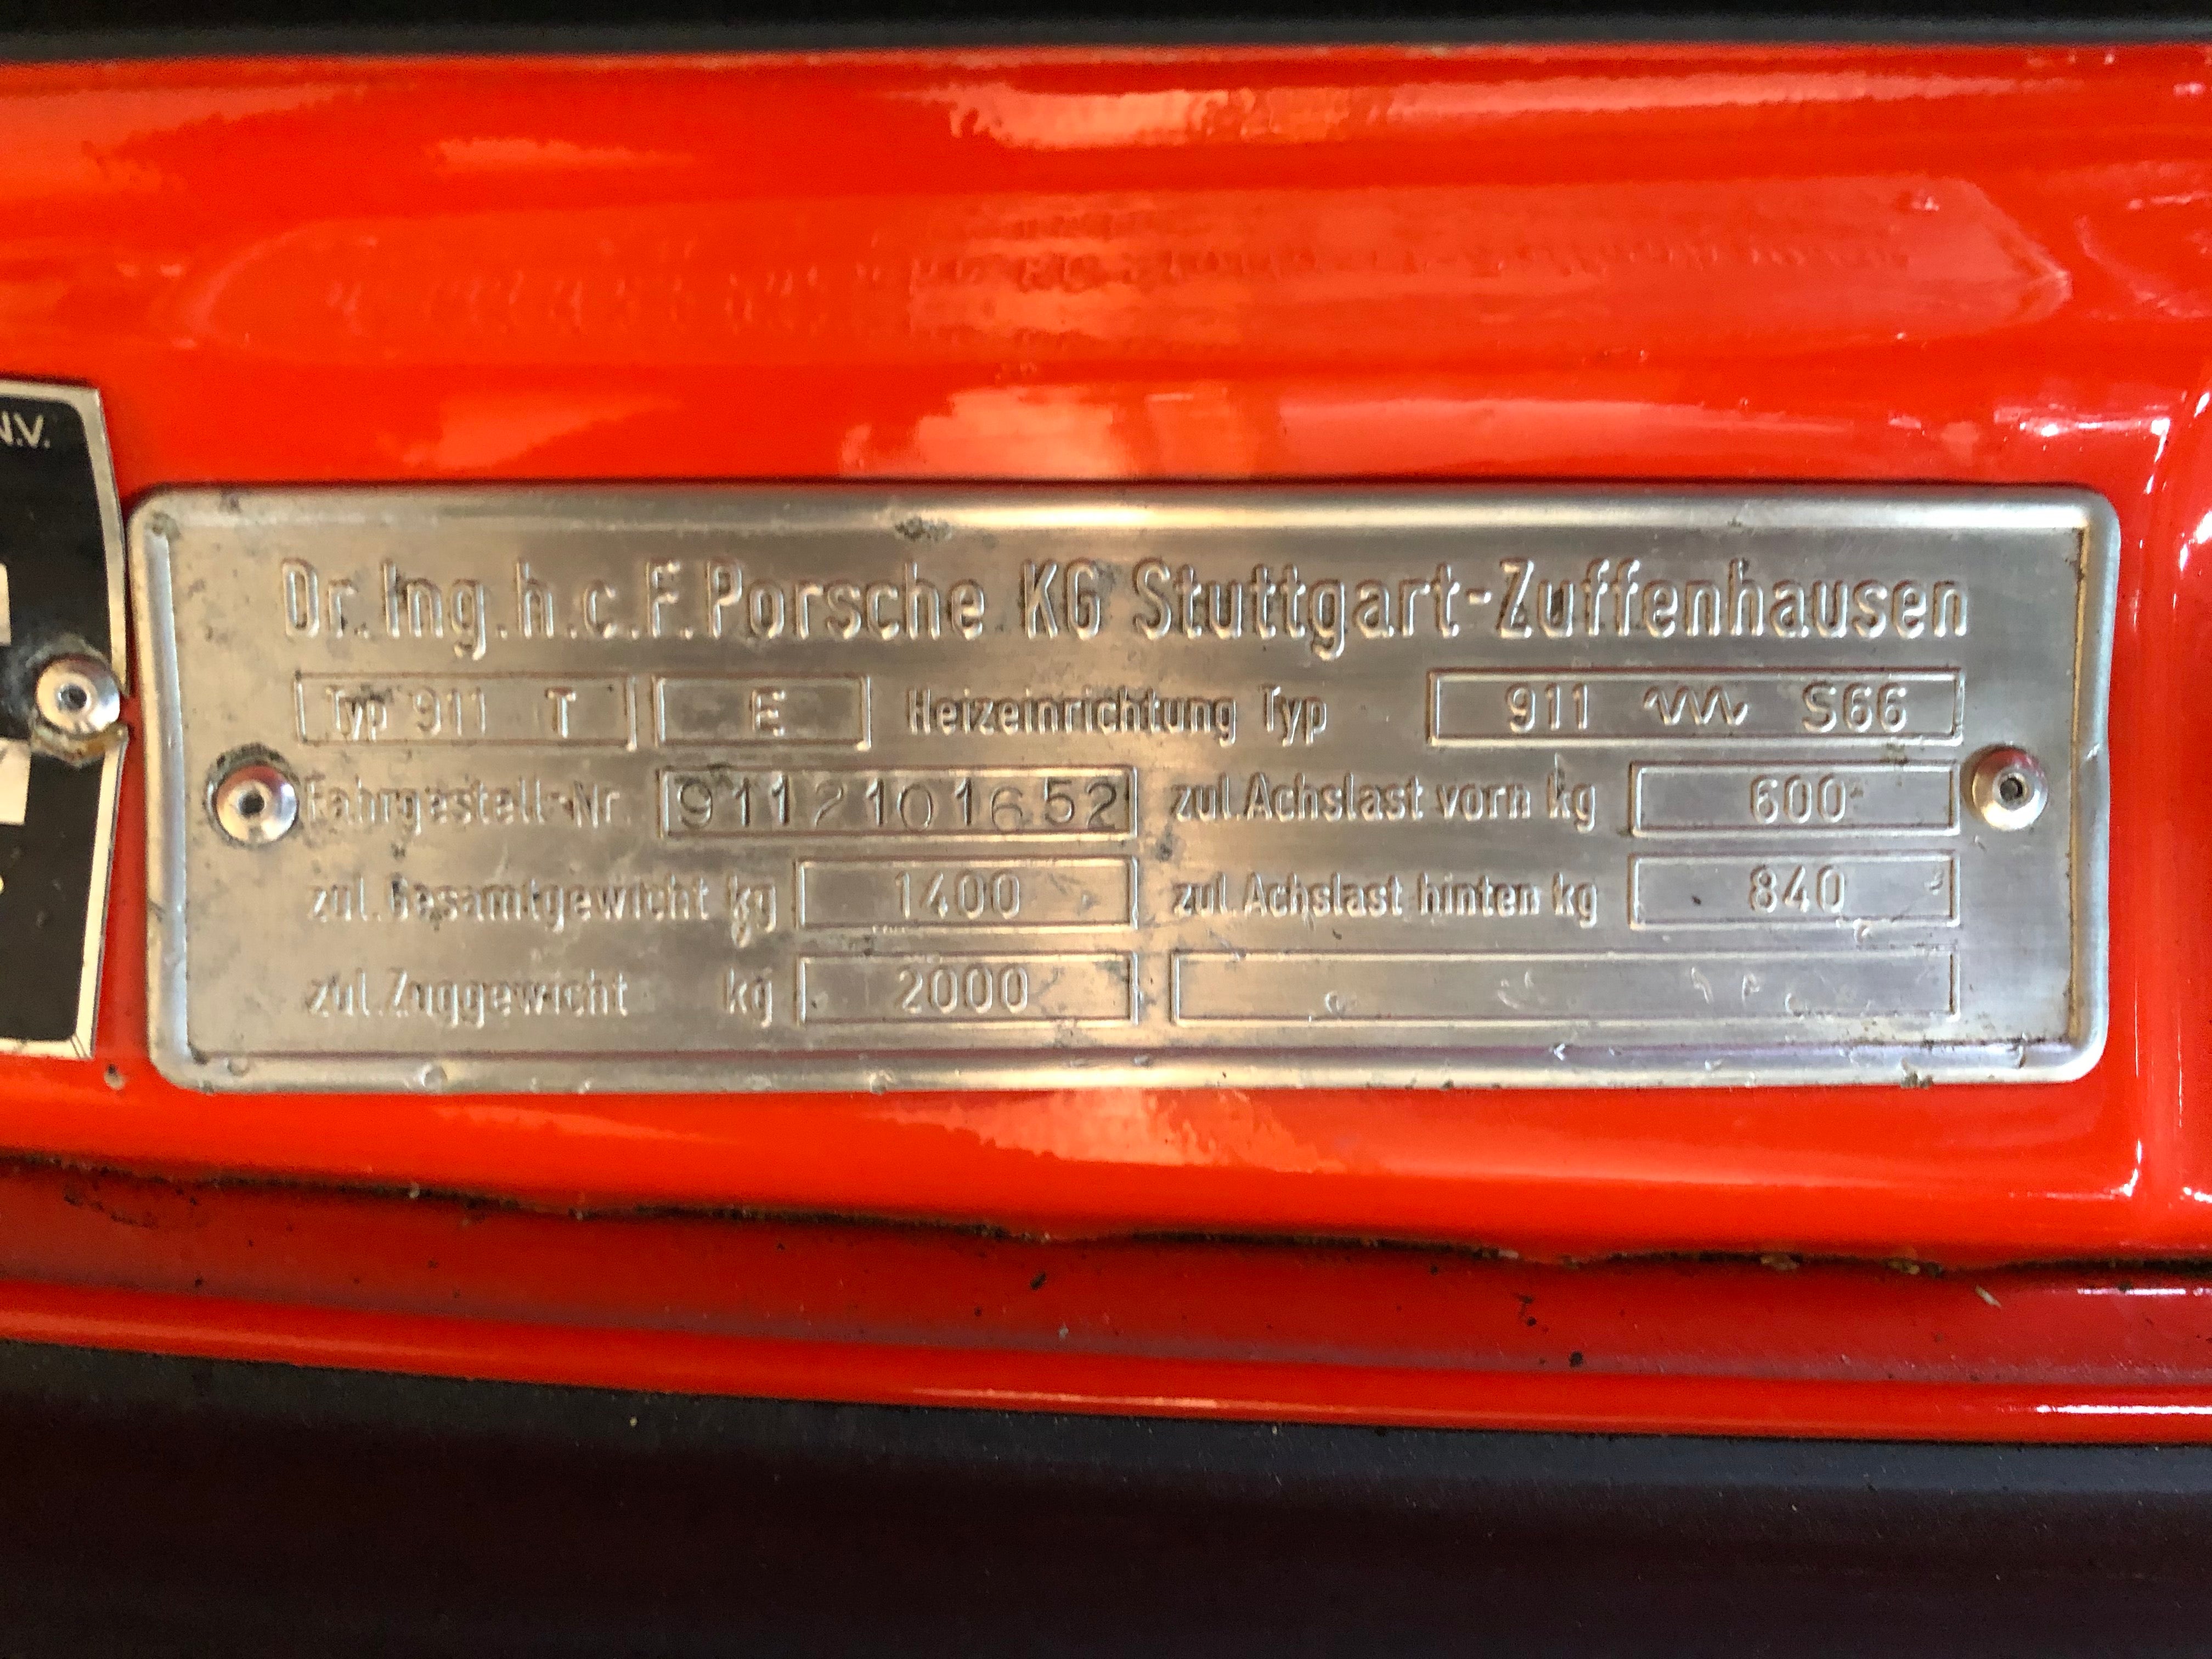 N.V.
Dr. Ing. h. c. F. Porsche KG Stuttgart-Zuffenhausen
Typ 911 T E Heizeinrichtung Typ 911 S66
Fahrgestell-Nr. 9112101652 zul. Achslast vorn kg 600
zul. Gesamtgewicht kg 1400 zul. Achslast hinten kg 840
zul. Zuggewicht kg 2000